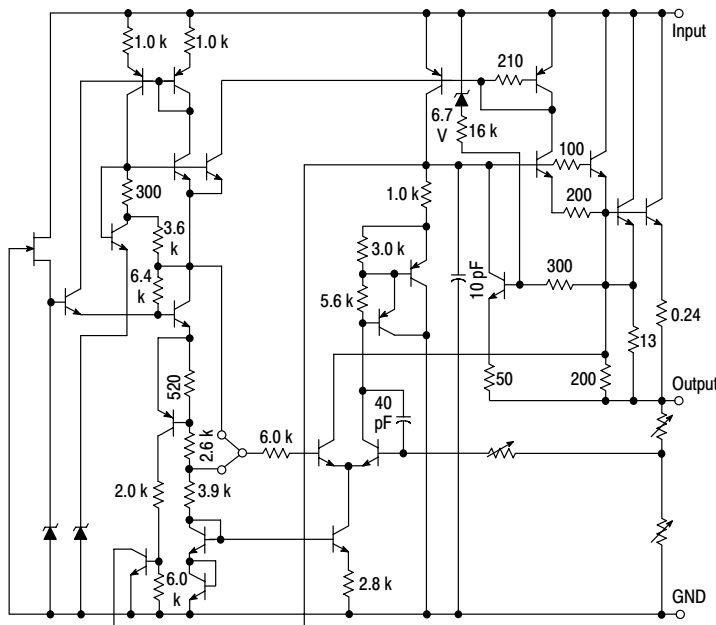 Input
1.0 k
1.0 k
210
6.7
V
16 k
100
300
1.0 k
200
3.6
k
3.0 k
6.4
k
5.6 k
10 pF
300
0.24
13
520
50
200
Output
40
pF
2.6 k
6.0 k
2.0 k
3.9 k
6.0
k
2.8 k
GND